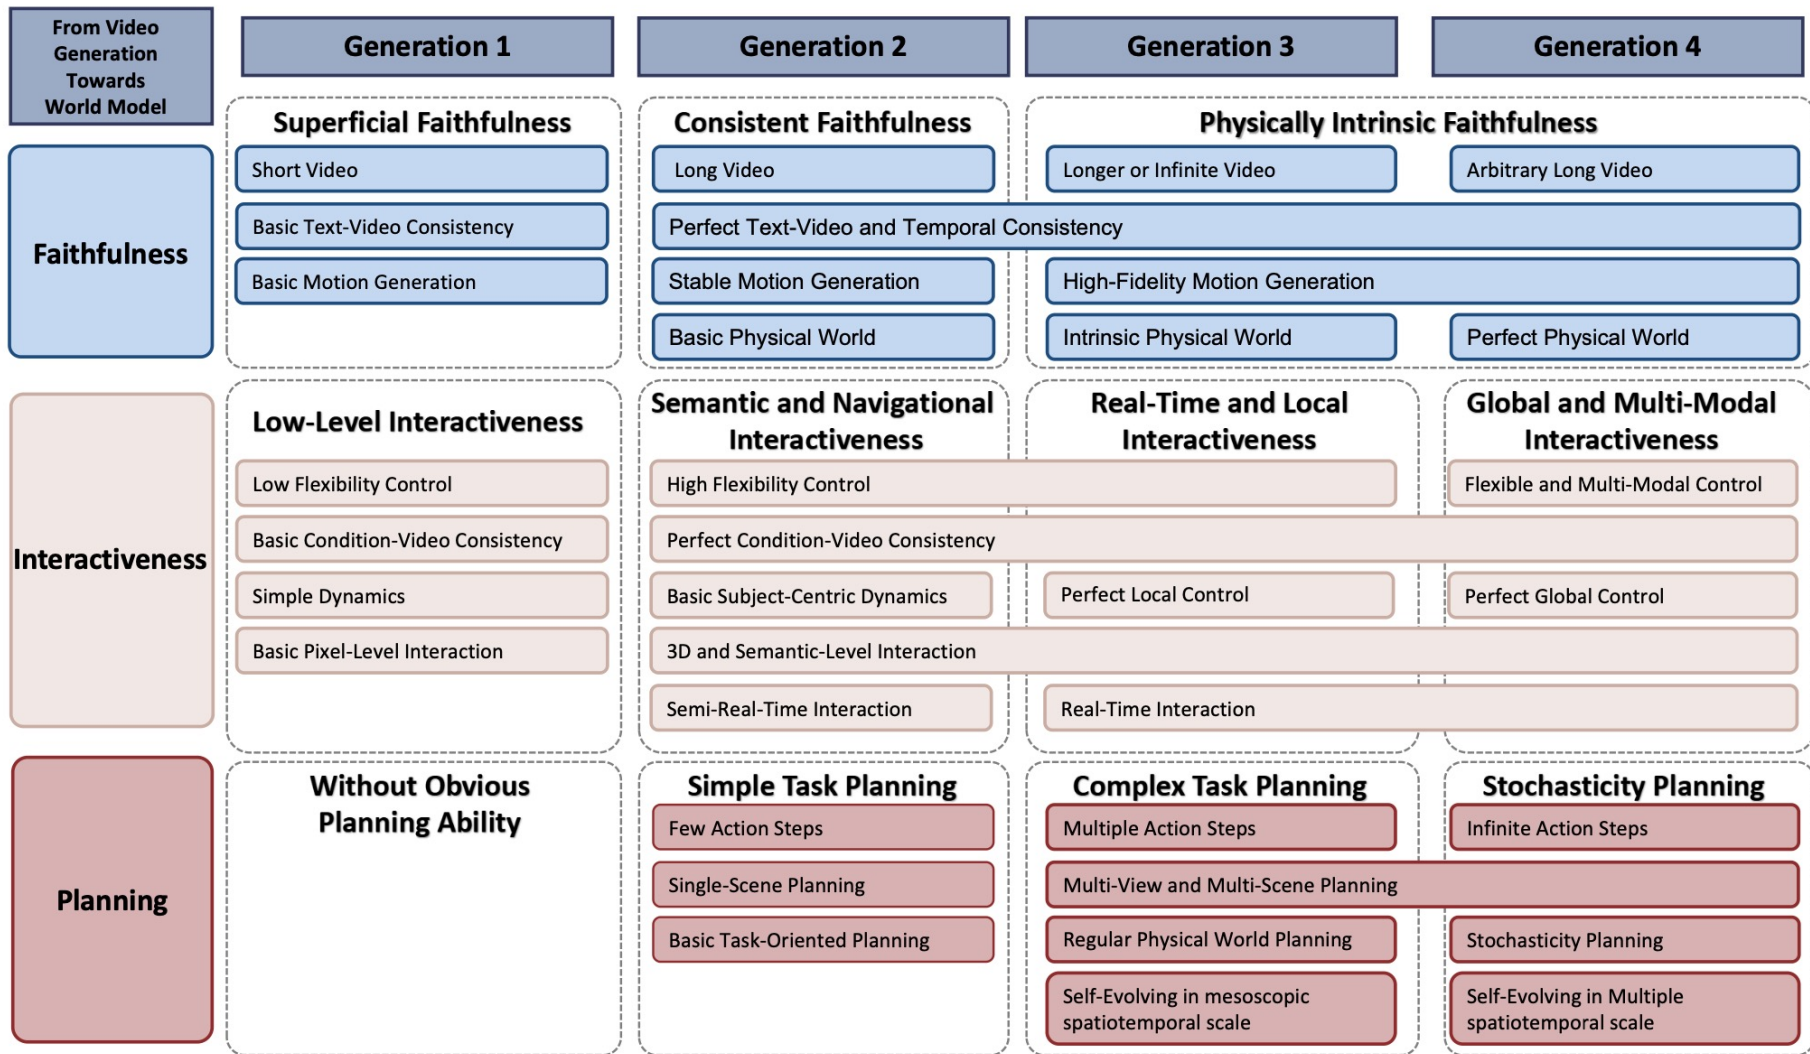 From Video
Generation
Towards
World Model
Generation 1
Generation 2
Generation 3
Generation 4
Faithfulness
Superficial Faithfulness
Short Video
Basic Text-Video Consistency
Basic Motion Generation
Consistent Faithfulness
Physically Intrinsic Faithfulness
Long Video
Longer or Infinite Video
Arbitrary Long Video
Perfect Text-Video and Temporal Consistency
Stable Motion Generation
High-Fidelity Motion Generation
Basic Physical World
Intrinsic Physical World
Perfect Physical World
Interactiveness
Low-Level Interactiveness
Low Flexibility Control
Basic Condition-Video Consistency
Simple Dynamics
Basic Pixel-Level Interaction
Semantic and Navigational
Interactiveness
Real-Time and Local
Interactiveness
Global and Multi-Modal
Interactiveness
High Flexibility Control
Flexible and Multi-Modal Control
Perfect Condition-Video Consistency
Basic Subject-Centric Dynamics
Perfect Local Control
Perfect Global Control
3D and Semantic-Level Interaction
Semi-Real-Time Interaction
Real-Time Interaction
Planning
Without Obvious
Planning Ability
Simple Task Planning
Few Action Steps
Single-Scene Planning
Basic Task-Oriented Planning
Complex Task Planning
Stochasticity Planning
Multiple Action Steps
Infinite Action Steps
Multi-View and Multi-Scene Planning
Regular Physical World Planning
Stochasticity Planning
Self-Evolving in mesoscopic
spatiotemporal scale
Self-Evolving in Multiple
spatiotemporal scale